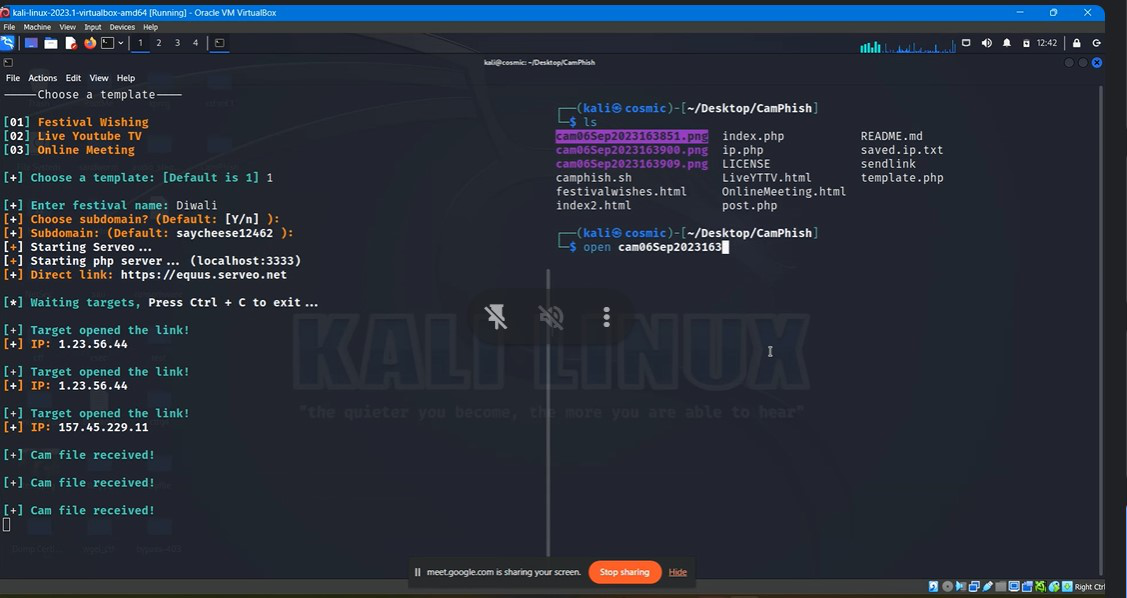 kali-linux-2023.1-virtualbox-amd64 [Running] - Oracle VM VirtualBox
File Machine View Input Devices Help
1 2 3 4
12:42
kali@cosmic: ~/Desktop/CamPhish
File Actions Edit View Help
Choose a template
[01] Festival Wishing
[02] Live Youtube TV
[03] Online Meeting
[+] Choose a template: [Default is 1] 1
[+] Enter festival name: Diwali
[+] Choose subdomain? (Default: [Y/n] ):
[+] Subdomain: (Default: saycheese12462 ):
[+] Starting Serveo...
[+] Starting php server... (localhost:3333)
[+] Direct link: https://equus.serveo.net
[*] Waiting targets, Press Ctrl + C to exit...
[+] Target opened the link!
[+] IP: 1.23.56.44
[+] Target opened the link!
[+] IP: 1.23.56.44
[+] Target opened the link!
[+] IP: 157.45.229.11
[+] Cam file received!
[+] Cam file received!
[+] Cam file received!
(kali㉿cosmic)-[~/Desktop/CamPhish]
$ ls
cam06Sep2023163851.png index.php README.md
cam06Sep2023163900.png ip.php saved.ip.txt
cam06Sep2023163909.png LICENSE sendlink
camphish.sh LiveYTTV.html template.php
festivalwishes.html OnlineMeeting.html
index2.html post.php
(kali㉿cosmic)-[~/Desktop/CamPhish]
$ open cam06Sep2023163
KALI LINUX
"the quieter you become, the more you are able to hear"
meet.google.com is sharing your screen. Stop sharing Hide
Right Ctrl